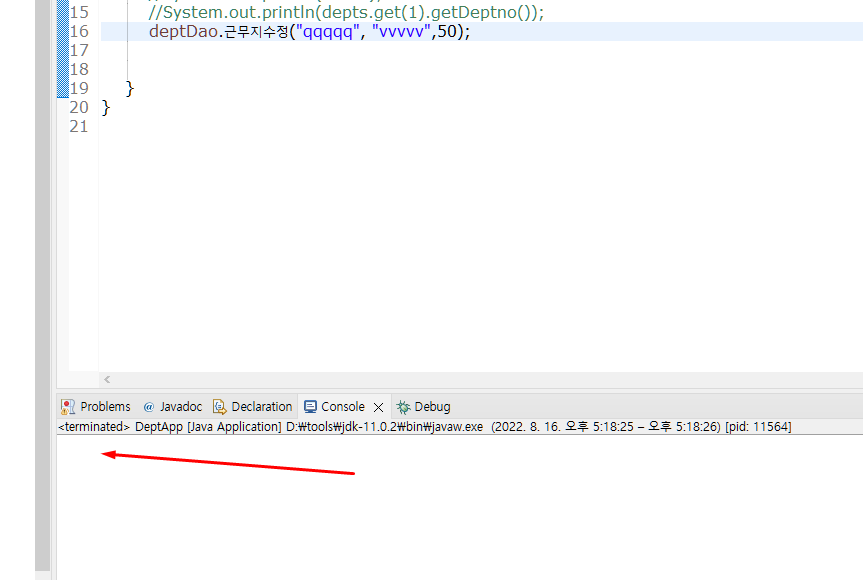 15 //System.out.println(depts.get(1).getDeptno());
16 deptDao.근무지수정("qqqqq", "vvvvv",50);
17
18
19 }
20 }
21
Problems @ Javadoc Declaration Console Debug
<terminated> DeptApp [Java Application] D:₩tools₩jdk-11.0.2₩bin₩javaw.exe (2022. 8. 16. 오후 5:18:25 – 오후 5:18:26) [pid: 11564]